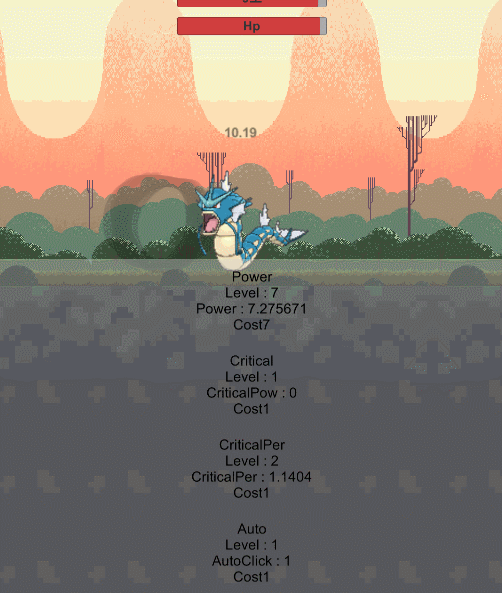 Hp
10.19
Power
Level : 7
Power : 7.275671
Cost7
Critical
Level : 1
CriticalPow : 0
Cost1
CriticalPer
Level : 2
CriticalPer : 1.1404
Cost1
Auto
Level : 1
AutoClick : 1
Cost1